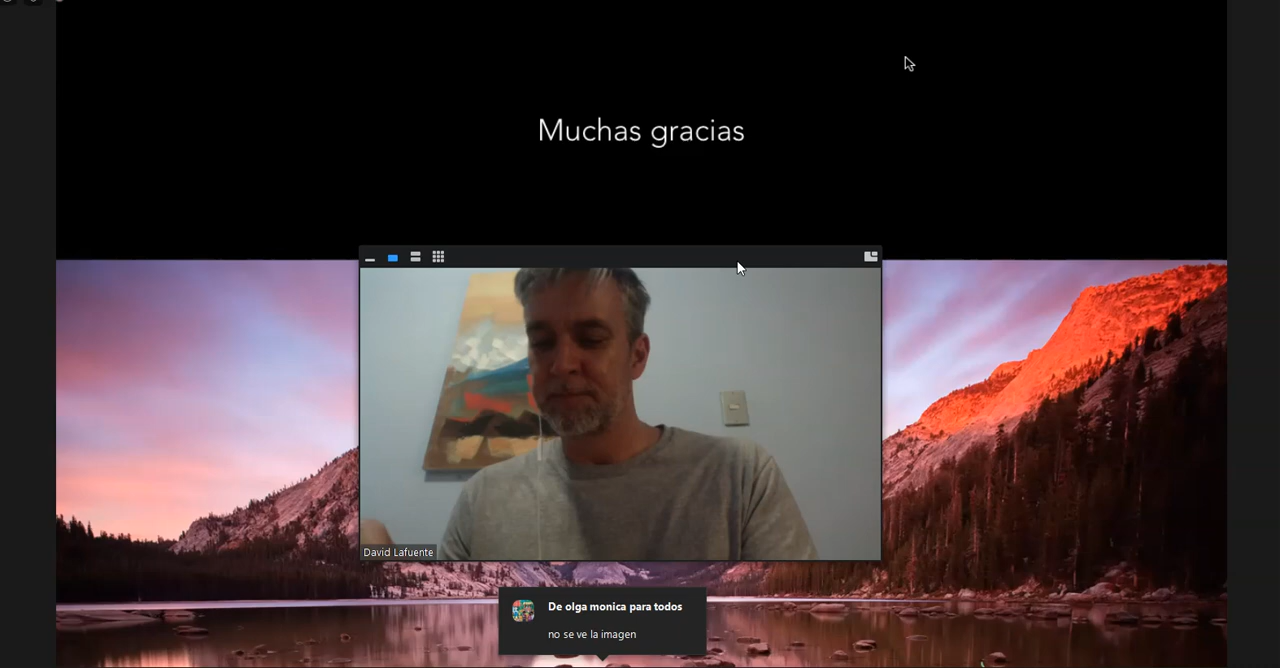 Muchas gracias
David Lafuente
De olga monica para todos
no se ve la imagen